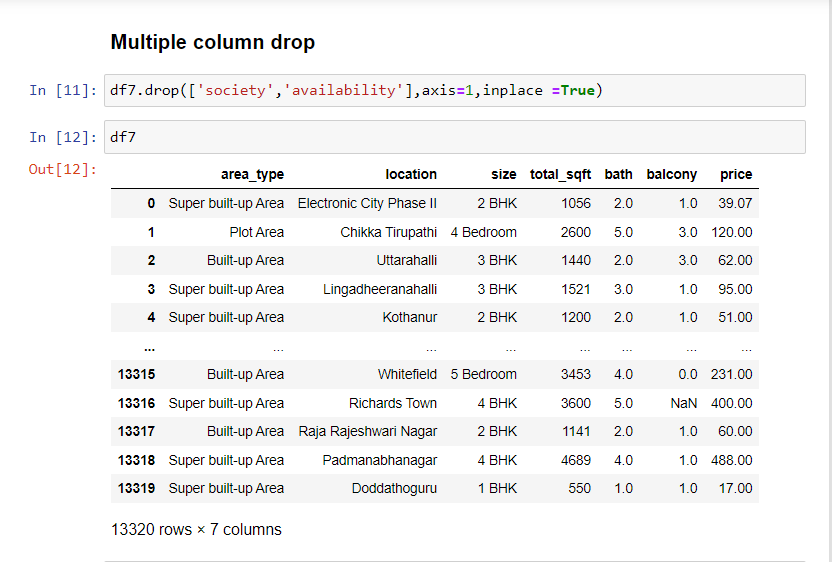 Multiple column drop
In [11]: df7.drop(['society','availability'],axis=1,inplace =True)
In [12]: df7
Out[12]:
area_type location size total_sqft bath balcony price
0 Super built-up Area Electronic City Phase II 2 BHK 1056 2.0 1.0 39.07
1 Plot Area Chikka Tirupathi 4 Bedroom 2600 5.0 3.0 120.00
2 Built-up Area Uttarahalli 3 BHK 1440 2.0 3.0 62.00
3 Super built-up Area Lingadheeranahalli 3 BHK 1521 3.0 1.0 95.00
4 Super built-up Area Kothanur 2 BHK 1200 2.0 1.0 51.00
... ... ... ... ... ... ... ...
13315 Built-up Area Whitefield 5 Bedroom 3453 4.0 0.0 231.00
13316 Super built-up Area Richards Town 4 BHK 3600 5.0 NaN 400.00
13317 Built-up Area Raja Rajeshwari Nagar 2 BHK 1141 2.0 1.0 60.00
13318 Super built-up Area Padmanabhanagar 4 BHK 4689 4.0 1.0 488.00
13319 Super built-up Area Doddathoguru 1 BHK 550 1.0 1.0 17.00
13320 rows × 7 columns